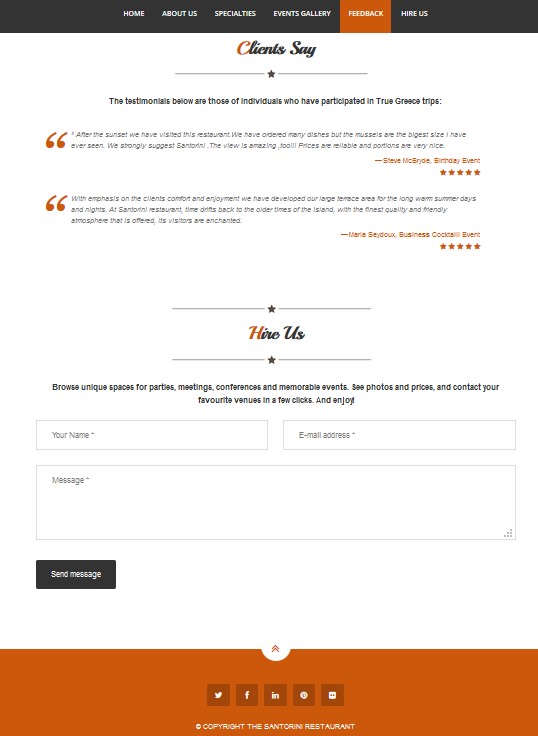 HOME ABOUT US SPECIALTIES EVENTS GALLERY FEEDBACK HIRE US
Clients Say
The testimonials below are those of individuals who have participated in True Greece trips:
" After the sunset we have visited this restaurant.We have ordered many dishes but the mussels are the bigest size I have
ever seen. We strongly suggest Santorini .The view is amazing ,too!!! Prices are reliable and portions are very nice.
—Steve McBryde, Birthday Event
With emphasis on the clients comfort and enjoyment we have developed our large terrace area for the long warm summer days
and nights. At Santorini restaurant, time drifts back to the older times of the island, with the finest quality and friendly
atmosphere that is offered, its visitors are enchanted.
—Maria Seydoux, Business Cocktaill Event
Hire Us
Browse unique spaces for parties, meetings, conferences and memorable events. See photos and prices, and contact your
favourite venues in a few clicks. And enjoy!
Your Name * E-mail address *
Message *
Send message
© COPYRIGHT THE SANTORINI RESTAURANT